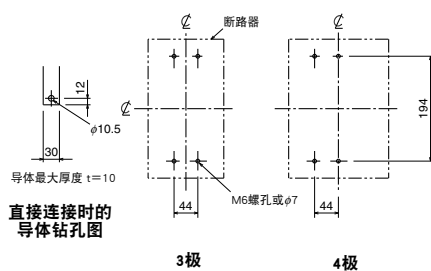 ℄
断路器
℄
12
℄
φ10.5
194
30
导体最大厚度 t=10
M6螺孔或φ7
44
44
直接连接时的
导体钻孔图
3极
4极